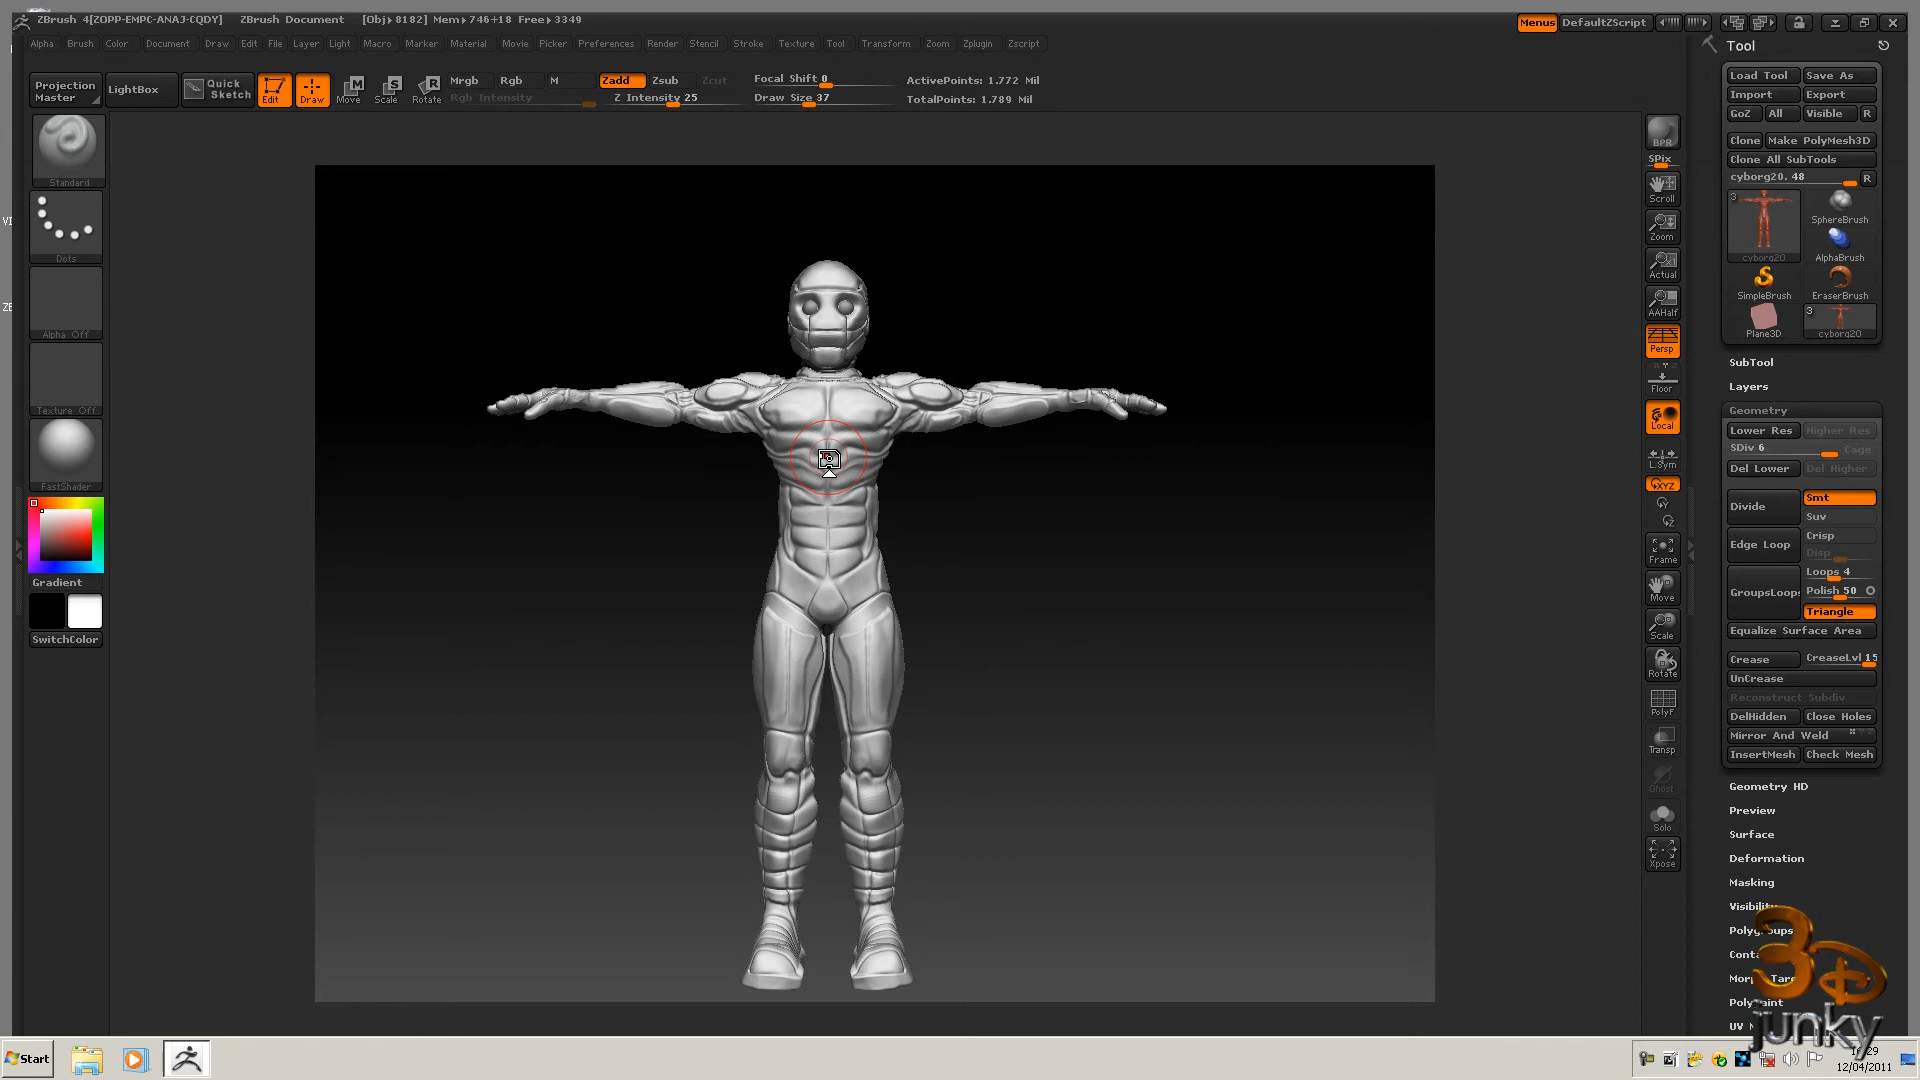 ZBrush 4[ZOPP-EMPC-ANAJ-CQDY] ZBrush Document [Obj▸8182] Mem▸746+18 Free▸3349 Menus DefaultZScript
Alpha Brush Color Document Draw Edit File Layer Light Macro Marker Material Movie Picker Preferences Render Stencil Stroke Texture Tool Transform Zoom Zplugin Zscript
Projection Master
LightBox
Quick Sketch
Edit
Draw
Move
Scale
Rotate
Mrgb Rgb M
Rgb Intensity
Zadd Zsub Zcut
Z Intensity 25
Focal Shift 0
Draw Size 37
ActivePoints: 1.772 Mil
TotalPoints: 1.789 Mil
Standard
Dots
Alpha Off
Texture Off
FastShader
Gradient
SwitchColor
BPR
SPix
Scroll
Zoom
Actual
AAHalf
Persp
Floor
Local
L.Sym
XYZ
Frame
Move
Scale
Rotate
PolyF
Transp
Ghost
Solo
Xpose
Tool
Load Tool Save As
Import Export
GoZ All Visible R
Clone Make PolyMesh3D
Clone All SubTools
cyborg20. 48 R
3
cyborg20
SphereBrush
AlphaBrush
SimpleBrush
EraserBrush
Plane3D
3
cyborg20
SubTool
Layers
Geometry
Lower Res Higher Res
SDiv 6 Cage
Del Lower Del Higher
Divide Smt
Suv
Edge Loop Crisp
Disp
GroupsLoops Loops 4
Polish 50
Triangle
Equalize Surface Area
Crease CreaseLvl 15
UnCrease
Reconstruct Subdiv
DelHidden Close Holes
Mirror And Weld
InsertMesh Check Mesh
Geometry HD
Preview
Surface
Deformation
Masking
Visibility
3D
junky
Start
12/04/2011